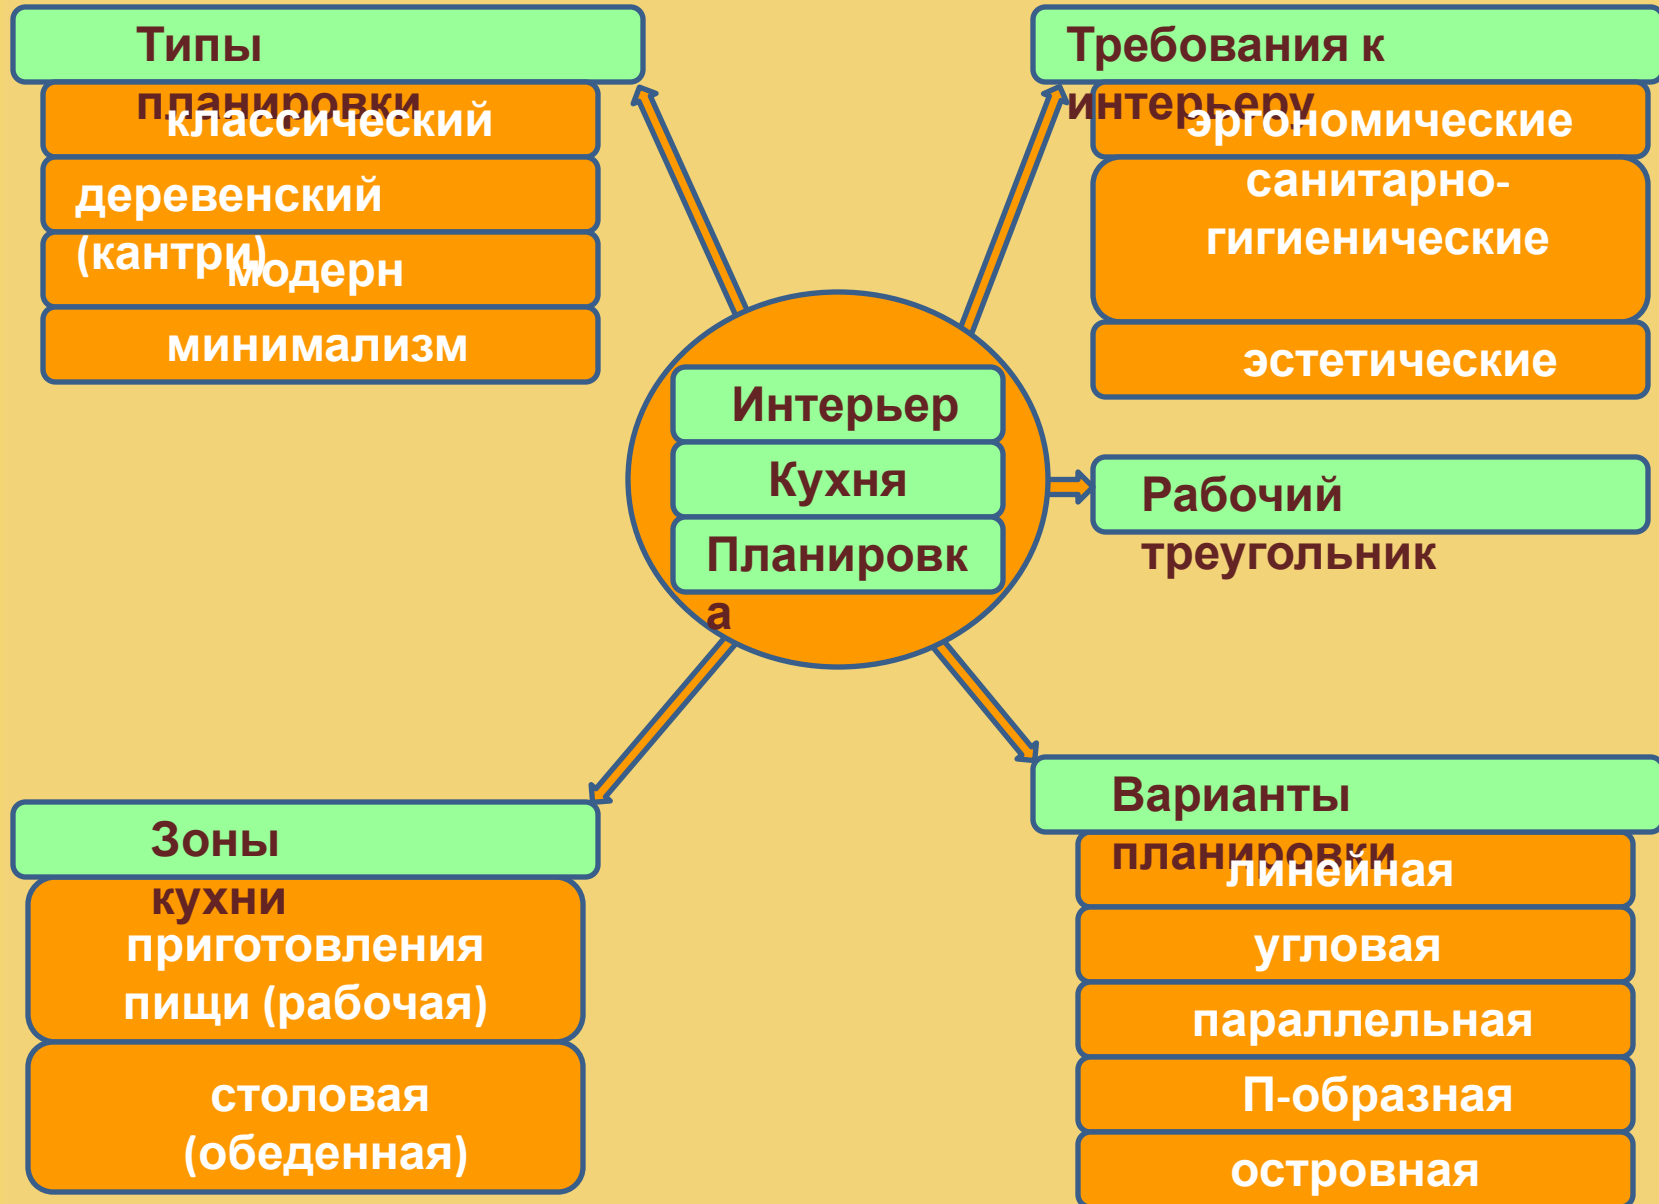 Типы
планировки
классический
деревенский
(кантри)
модерн
минимализм
Требования к
интерьеру
эргономические
санитарно-
гигиенические
эстетические
Интерьер
Кухня
Планировк
а
Рабочий
треугольник
Зоны
кухни
приготовления
пищи (рабочая)
столовая
(обеденная)
Варианты
планировки
линейная
угловая
параллельная
П-образная
островная